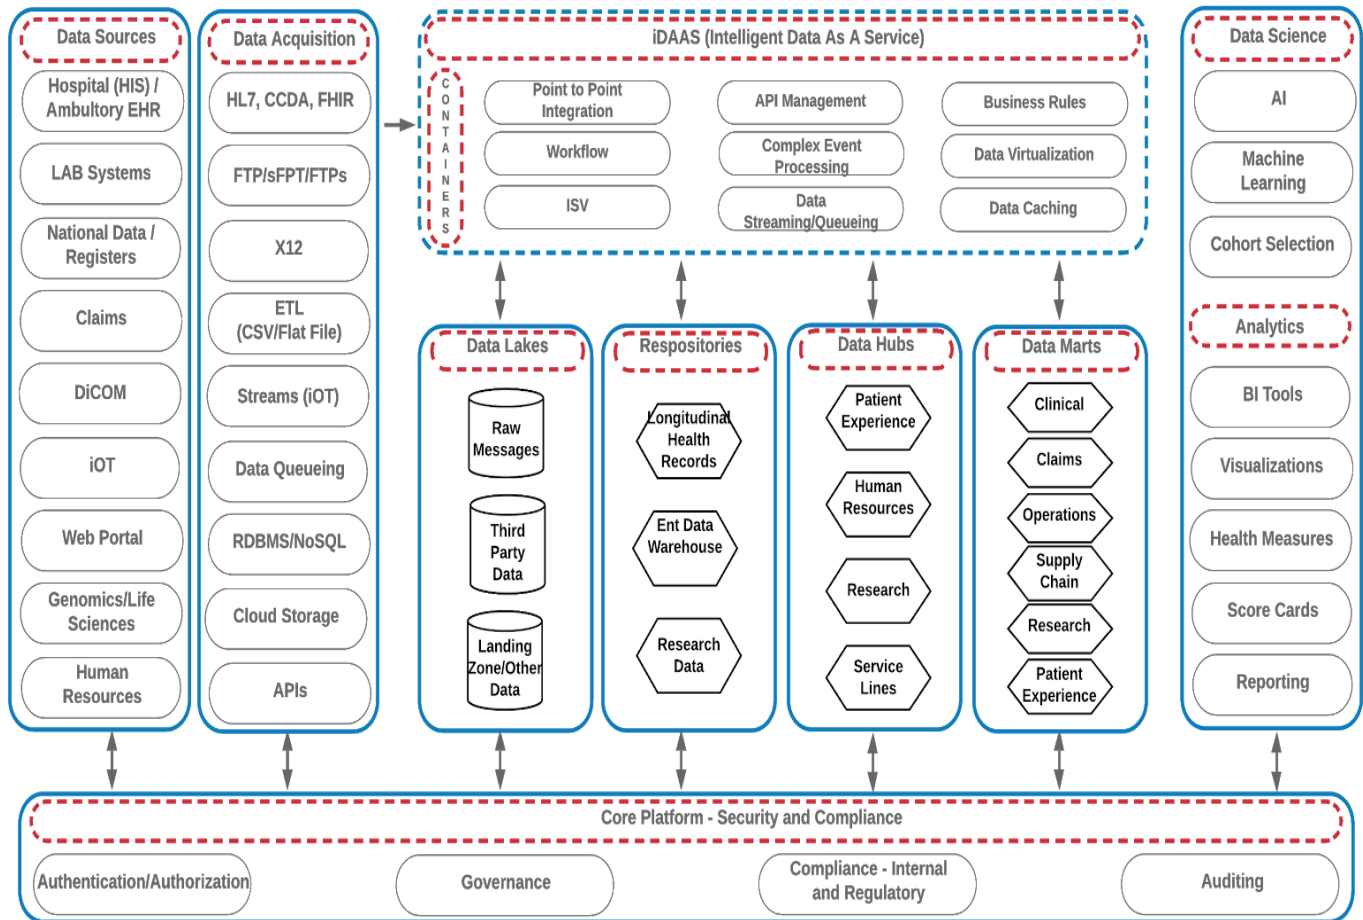 Data Sources
Hospital (HIS) /
Ambultory EHR
LAB Systems
National Data /
Registers
Claims
DiCOM
iOT
Web Portal
Genomics/Life
Sciences
Human
Resources
Data Acquisition
HL7, CCDA, FHIR
FTP/sFPT/FTPs
X12
ETL
(CSV/Flat File)
Streams (iOT)
Data Queueing
RDBMS/NoSQL
Cloud Storage
APIs
iDAAS (Intelligent Data As A Service)
CONTAINERS
Point to Point
Integration
Workflow
ISV
API Management
Complex Event
Processing
Data
Streaming/Queueing
Business Rules
Data Virtualization
Data Caching
Data Lakes
Raw
Messages
Third
Party
Data
Landing
Zone/Other
Data
Respositories
Longitudinal
Health
Records
Ent Data
Warehouse
Research
Data
Data Hubs
Patient
Experience
Human
Resources
Research
Service
Lines
Data Marts
Clinical
Claims
Operations
Supply
Chain
Research
Patient
Experience
Data Science
AI
Machine
Learning
Cohort Selection
Analytics
BI Tools
Visualizations
Health Measures
Score Cards
Reporting
Core Platform - Security and Compliance
Authentication/Authorization
Governance
Compliance - Internal
and Regulatory
Auditing